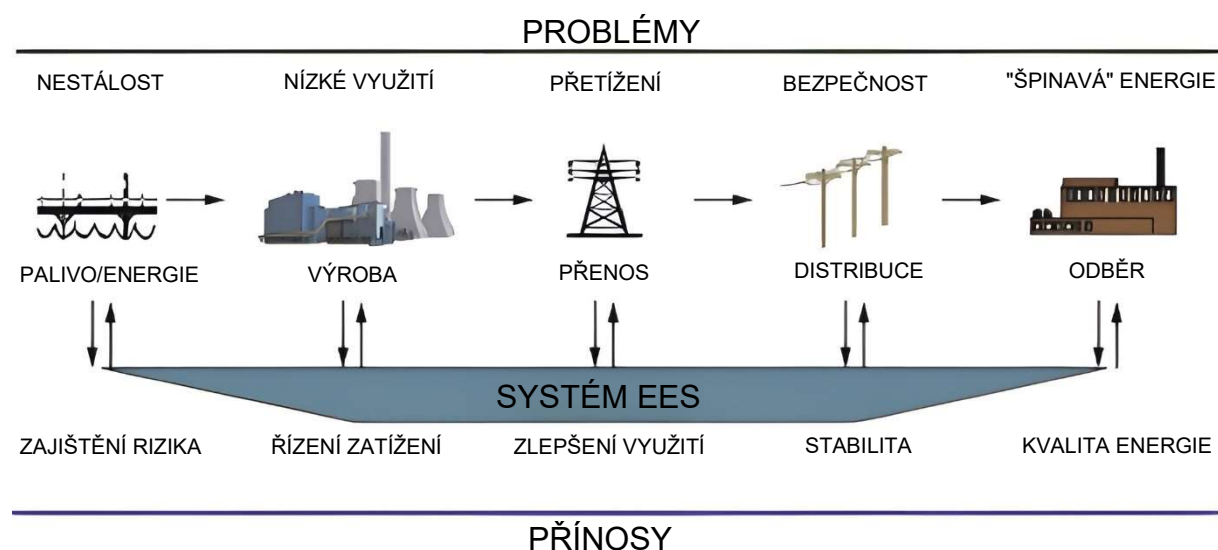 PROBLÉMY
NESTÁLOST NÍZKÉ VYUŽITÍ PŘETÍŽENÍ BEZPEČNOST "ŠPINAVÁ" ENERGIE
PALIVO/ENERGIE VÝROBA PŘENOS DISTRIBUCE ODBĚR
SYSTÉM EES
ZAJIŠTĚNÍ RIZIKA ŘÍZENÍ ZATÍŽENÍ ZLEPŠENÍ VYUŽITÍ STABILITA KVALITA ENERGIE
PŘÍNOSY